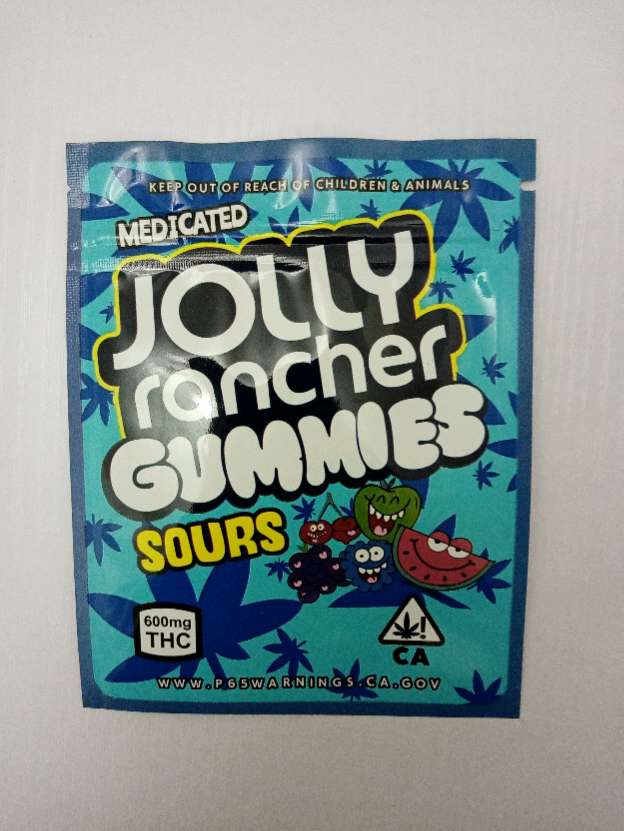 KEEP OUT OF REACH OF CHILDREN & ANIMALS
MEDICATED
JOLLY
rancher
GUMMIES
SOURS
600mg
THC
!
CA
WWW.P65WARNINGS.CA.GOV